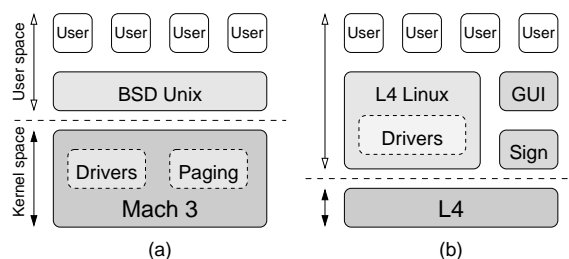 User space
User User User User
BSD Unix
Kernel space
Drivers Paging
Mach 3
(a)
User User User User
L4 Linux
Drivers
GUI
Sign
L4
(b)